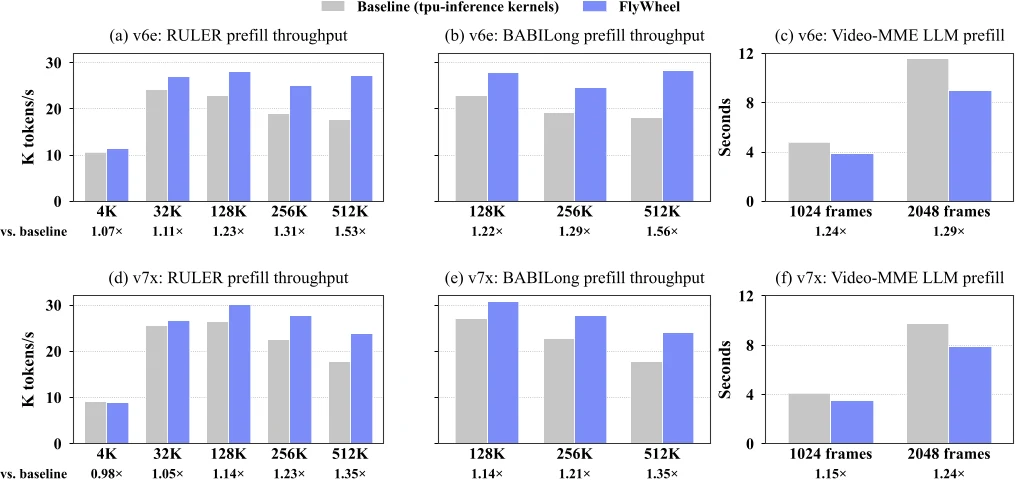 Baseline (tpu-inference kernels) FlyWheel
(a) v6e: RULER prefill throughput (b) v6e: BABILong prefill throughput (c) v6e: Video-MME LLM prefill
K tokens/s
30
20
10
0
4K 32K 128K 256K 512K
vs. baseline 1.07× 1.11× 1.23× 1.31× 1.53×
128K 256K 512K
1.22× 1.29× 1.56×
Seconds
12
8
4
0
1024 frames 2048 frames
1.24× 1.29×
(d) v7x: RULER prefill throughput (e) v7x: BABILong prefill throughput (f) v7x: Video-MME LLM prefill
K tokens/s
30
20
10
0
4K 32K 128K 256K 512K
vs. baseline 0.98× 1.05× 1.14× 1.23× 1.35×
128K 256K 512K
1.14× 1.21× 1.35×
Seconds
12
8
4
0
1024 frames 2048 frames
1.15× 1.24×